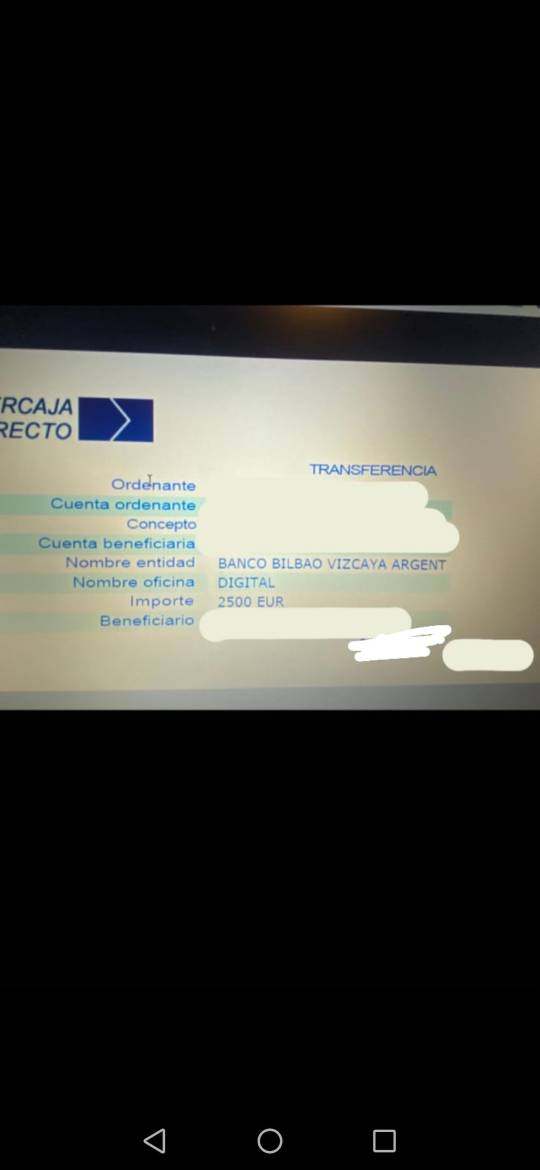 RCAJA
RECTO
TRANSFERENCIA
Ordenante
Cuenta ordenante
Concepto
Cuenta beneficiaria
Nombre entidad BANCO BILBAO VIZCAYA ARGENT
Nombre oficina DIGITAL
Importe 2500 EUR
Beneficiario